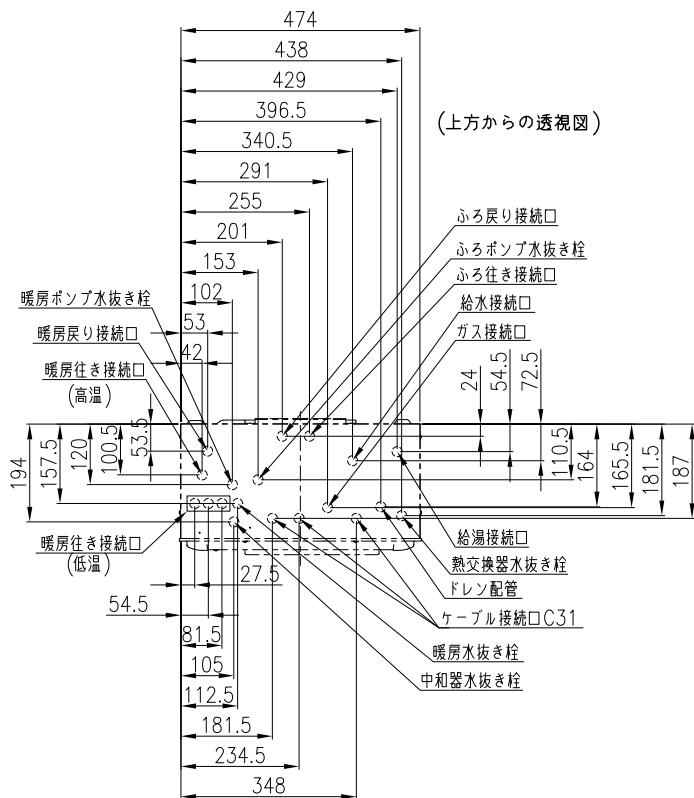 474
438
429
396.5
(上方からの透視図)
340.5
291
255
201
153
102
53
42
ふろ戻り接続口
ふろポンプ水抜き栓
ふろ往き接続口
給水接続口
ガス接続口
暖房ポンプ水抜き栓
暖房戻り接続口
暖房往き接続口
(高温)
24
54.5
72.5
194
157.5
120
100.5
53.5
110.5
164
165.5
181.5
187
暖房往き接続口
(低温)
給湯接続口
熱交換器水抜き栓
ドレン配管
ケーブル接続口C31
暖房水抜き栓
中和器水抜き栓
27.5
54.5
81.5
105
112.5
181.5
234.5
348